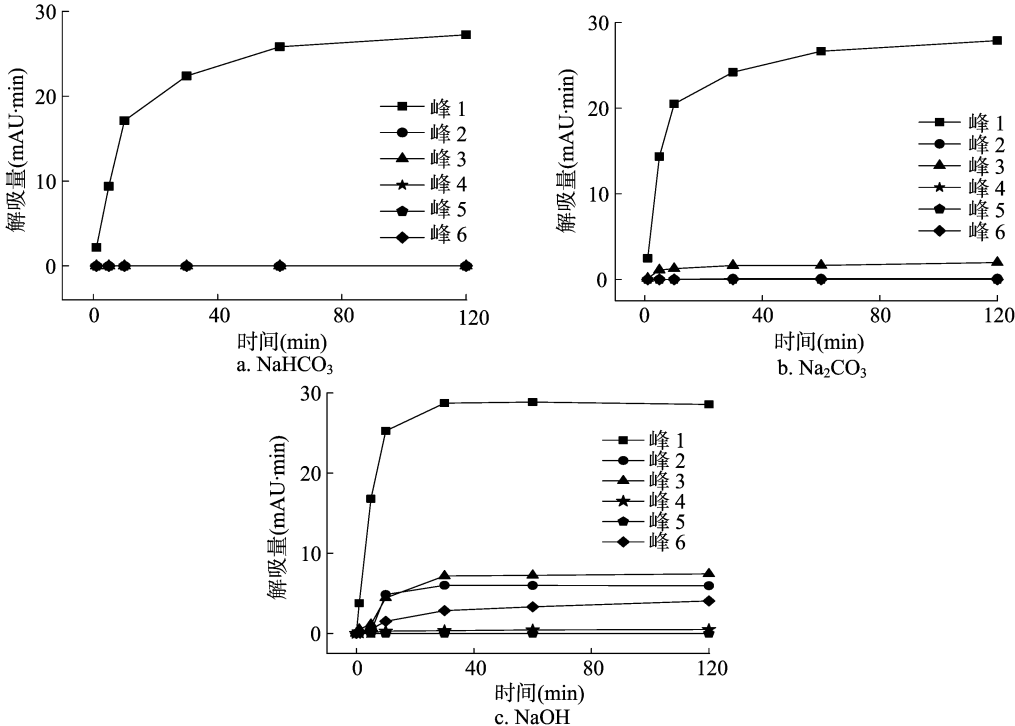 30
20
10
0
解吸量(mAU·min)
峰 1
峰 2
峰 3
峰 4
峰 5
峰 6
0
40
80
120
时间(min)
a. NaHCO₃
30
20
10
0
解吸量(mAU·min)
峰 1
峰 2
峰 3
峰 4
峰 5
峰 6
0
40
80
120
时间(min)
b. Na₂CO₃
30
20
10
0
解吸量(mAU·min)
峰 1
峰 2
峰 3
峰 4
峰 5
峰 6
0
40
80
120
时间(min)
c. NaOH